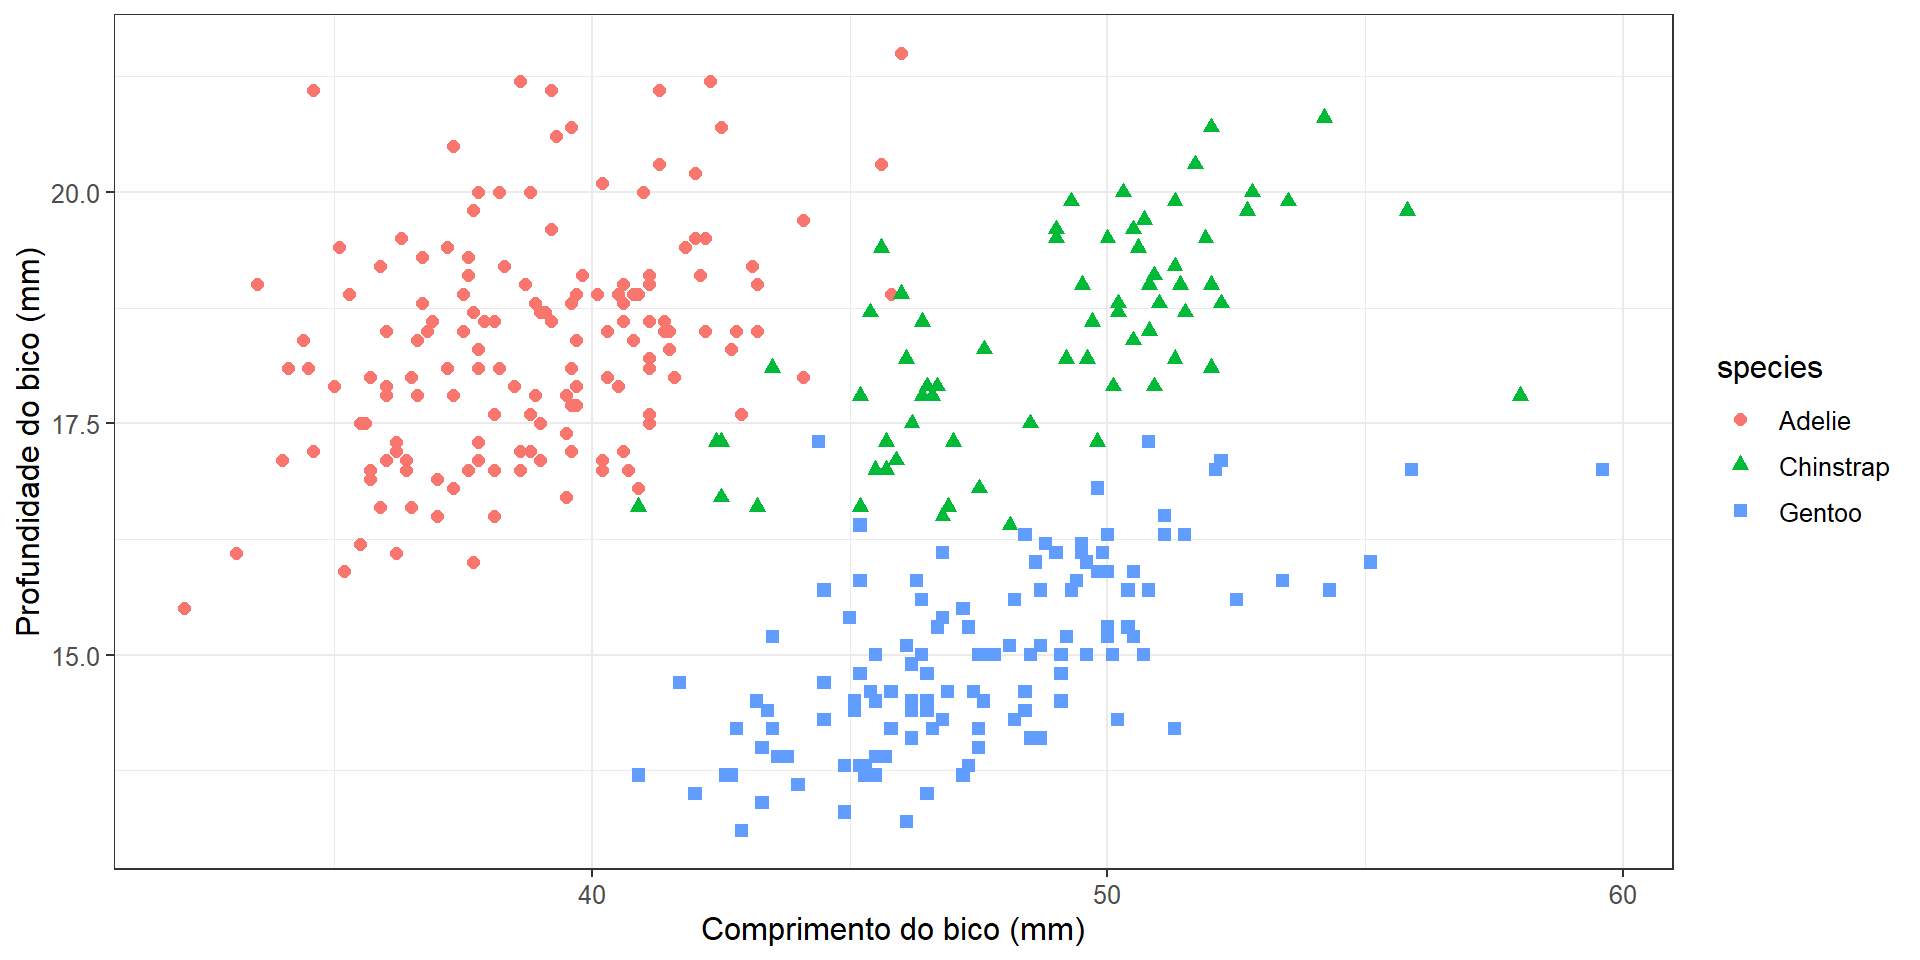 Profundidade do bico (mm)
20.0
17.5
15.0
40
50
60
Comprimento do bico (mm)
species
Adelie
Chinstrap
Gentoo